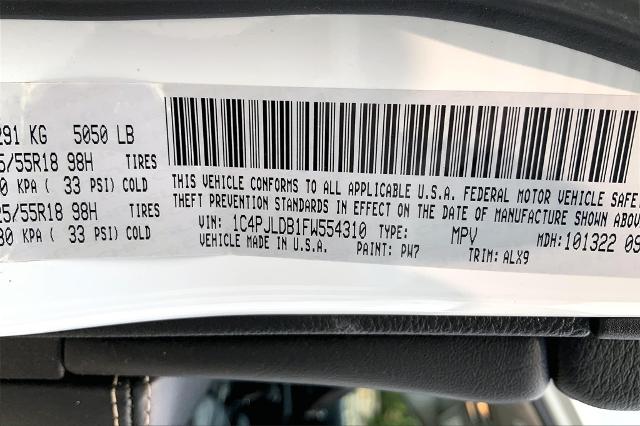 291 KG 5050 LB
5/55R18 98H TIRES
0 KPA ( 33 PSI) COLD
25/55R18 98H TIRES
30 KPA ( 33 PSI) COLD
THIS VEHICLE CONFORMS TO ALL APPLICABLE U.S.A. FEDERAL MOTOR VEHICLE SAFET
THEFT PREVENTION STANDARDS IN EFFECT ON THE DATE OF MANUFACTURE SHOWN ABOVE
VIN: 1C4PJLDB1FW554310 TYPE: MPV MDH:101322 09
VEHICLE MADE IN U.S.A. PAINT: PW7 TRIM: ALX9